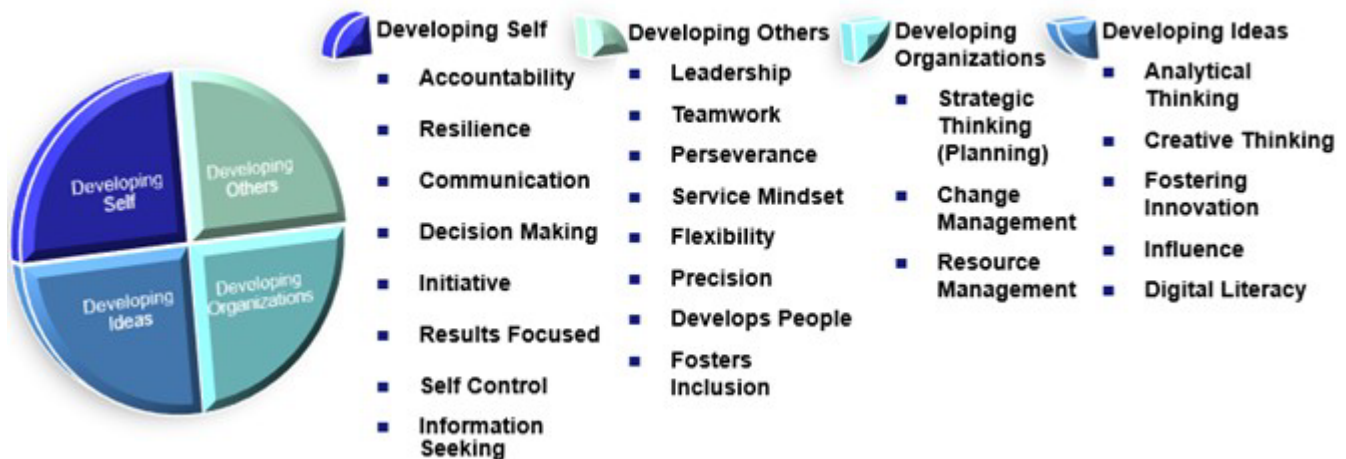 Developing
Self
Developing
Others
Developing
Ideas
Developing
Organizations
Developing Self
Accountability
Resilience
Communication
Decision Making
Initiative
Results Focused
Self Control
Information
Seeking
Developing Others
Leadership
Teamwork
Perseverance
Service Mindset
Flexibility
Precision
Develops People
Fosters
Inclusion
Developing
Organizations
Strategic
Thinking
(Planning)
Change
Management
Resource
Management
Developing Ideas
Analytical
Thinking
Creative Thinking
Fostering
Innovation
Influence
Digital Literacy